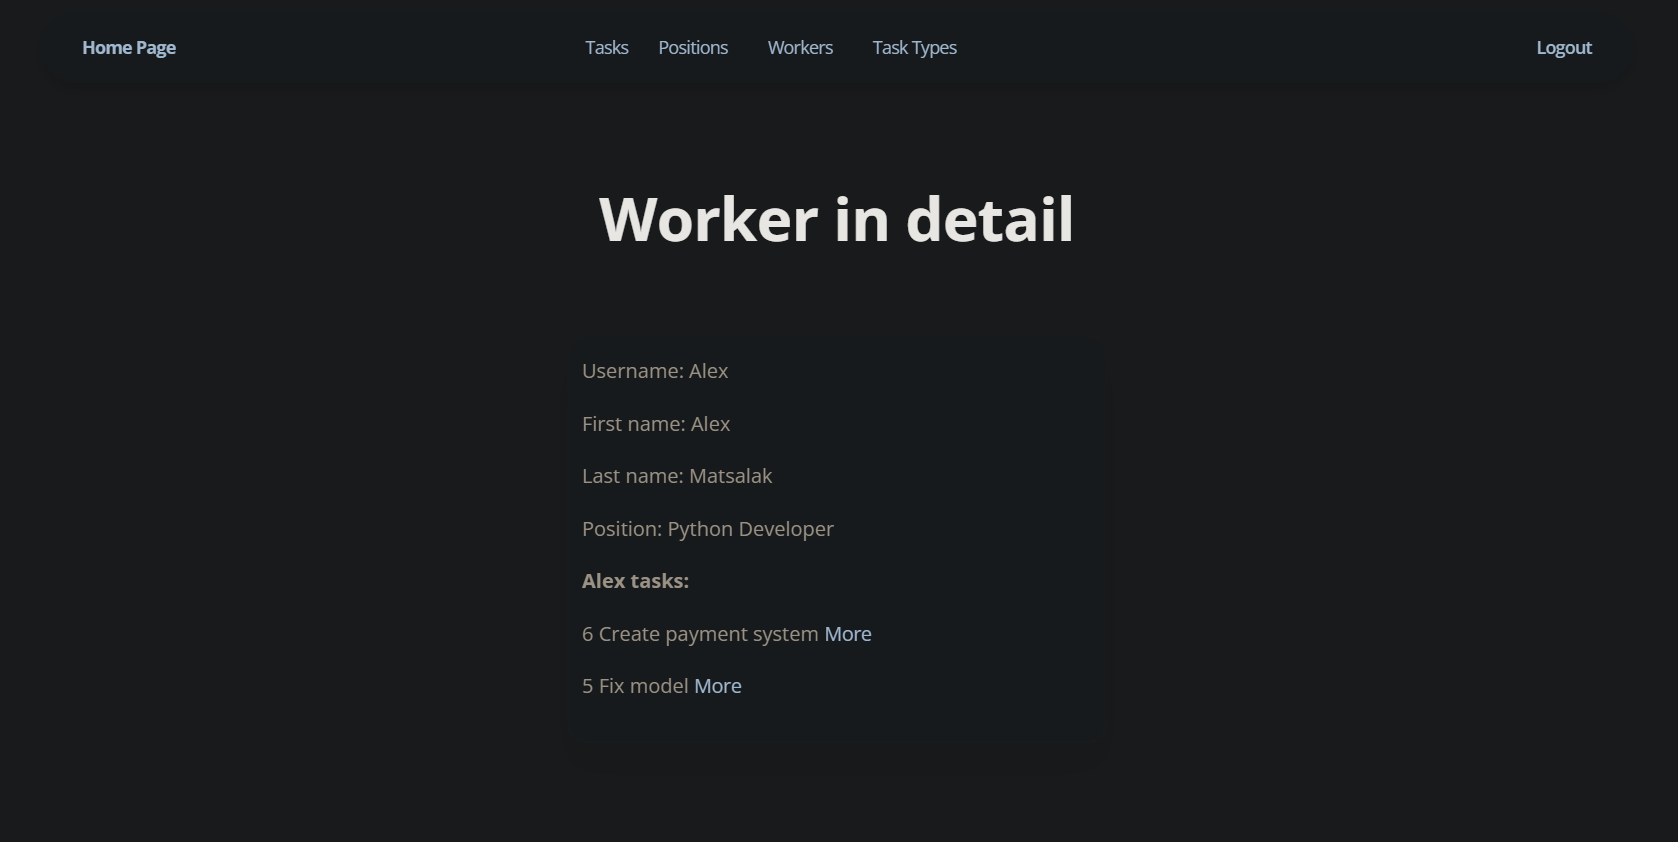 Home Page Tasks Positions Workers Task Types Logout
Worker in detail
Username: Alex
First name: Alex
Last name: Matsalak
Position: Python Developer
Alex tasks:
6 Create payment system More
5 Fix model More